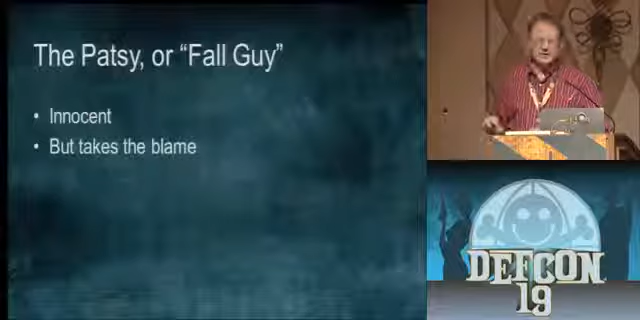 The Patsy, or “Fall Guy”
• Innocent
• But takes the blame
DEFCON
19